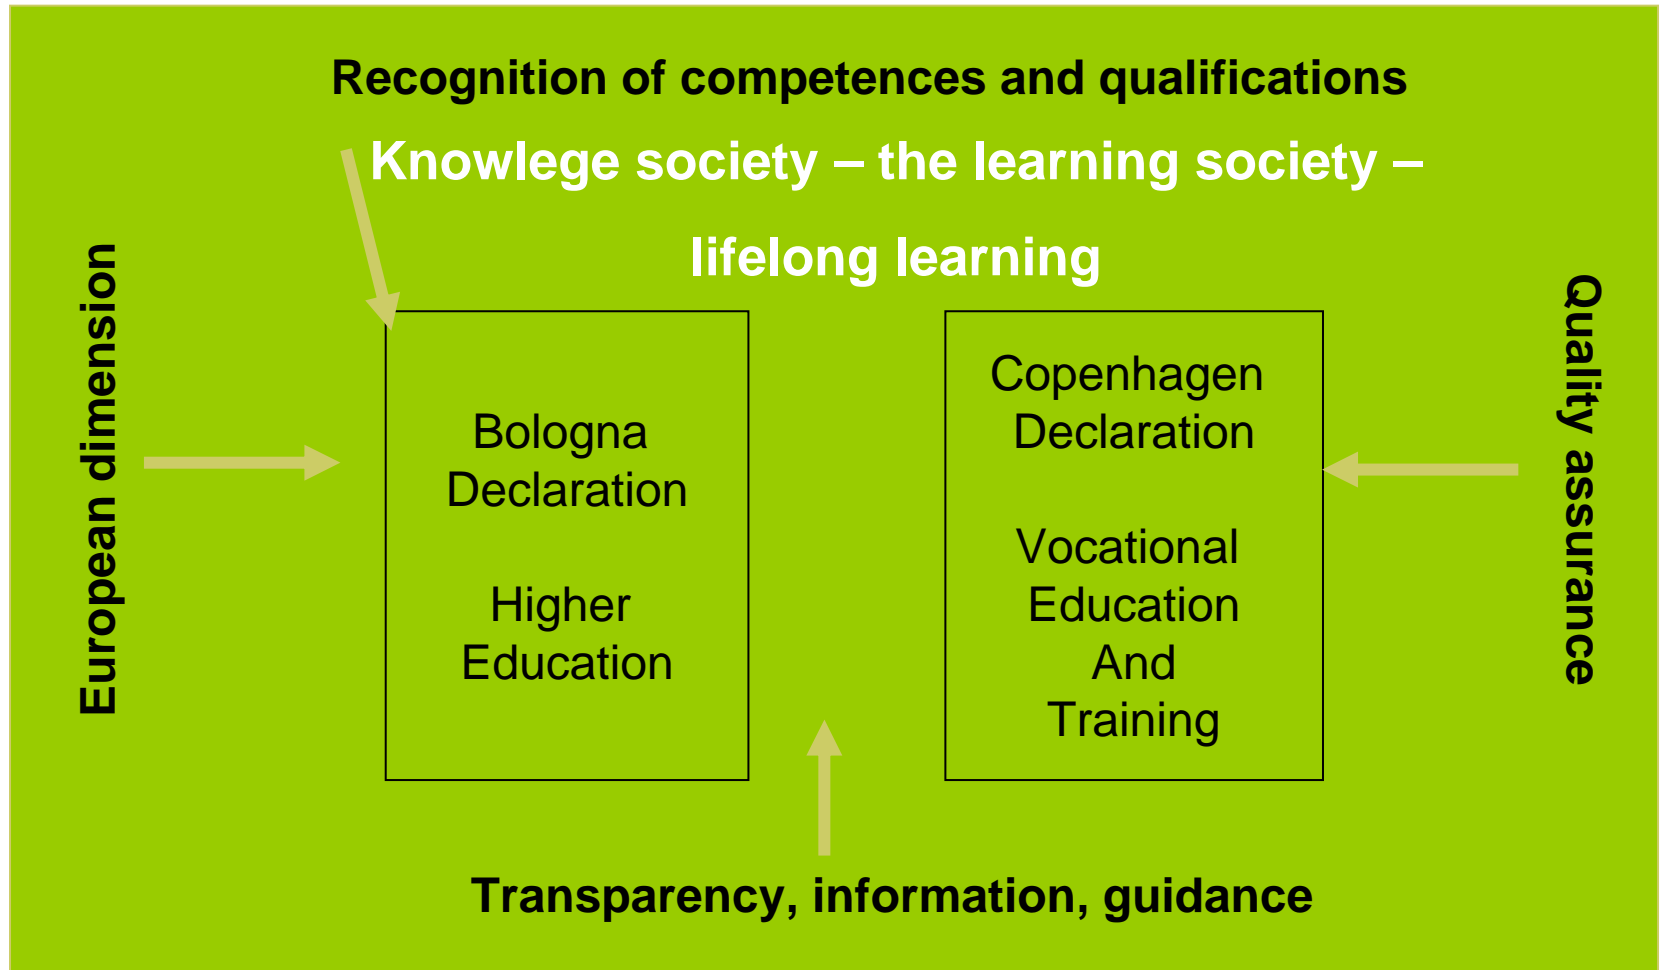 Recognition of competences and qualifications
Knowlege society – the learning society –
lifelong learning
European dimension
Bologna
Declaration
Higher
Education
Copenhagen
Declaration
Vocational
Education
And
Training
Quality assurance
Transparency, information, guidance